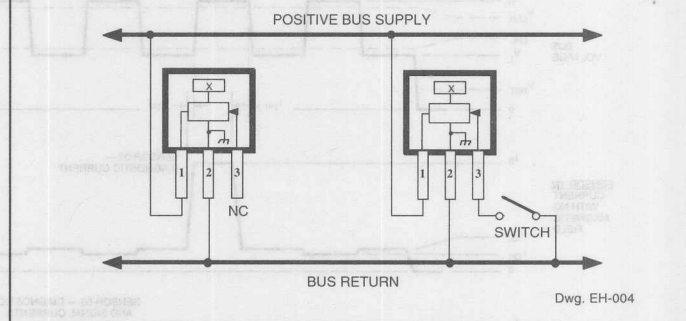 POSITIVE BUS SUPPLY
X
X
1 2 3
1 2 3
NC
SWITCH
BUS RETURN
Dwg. EH-004